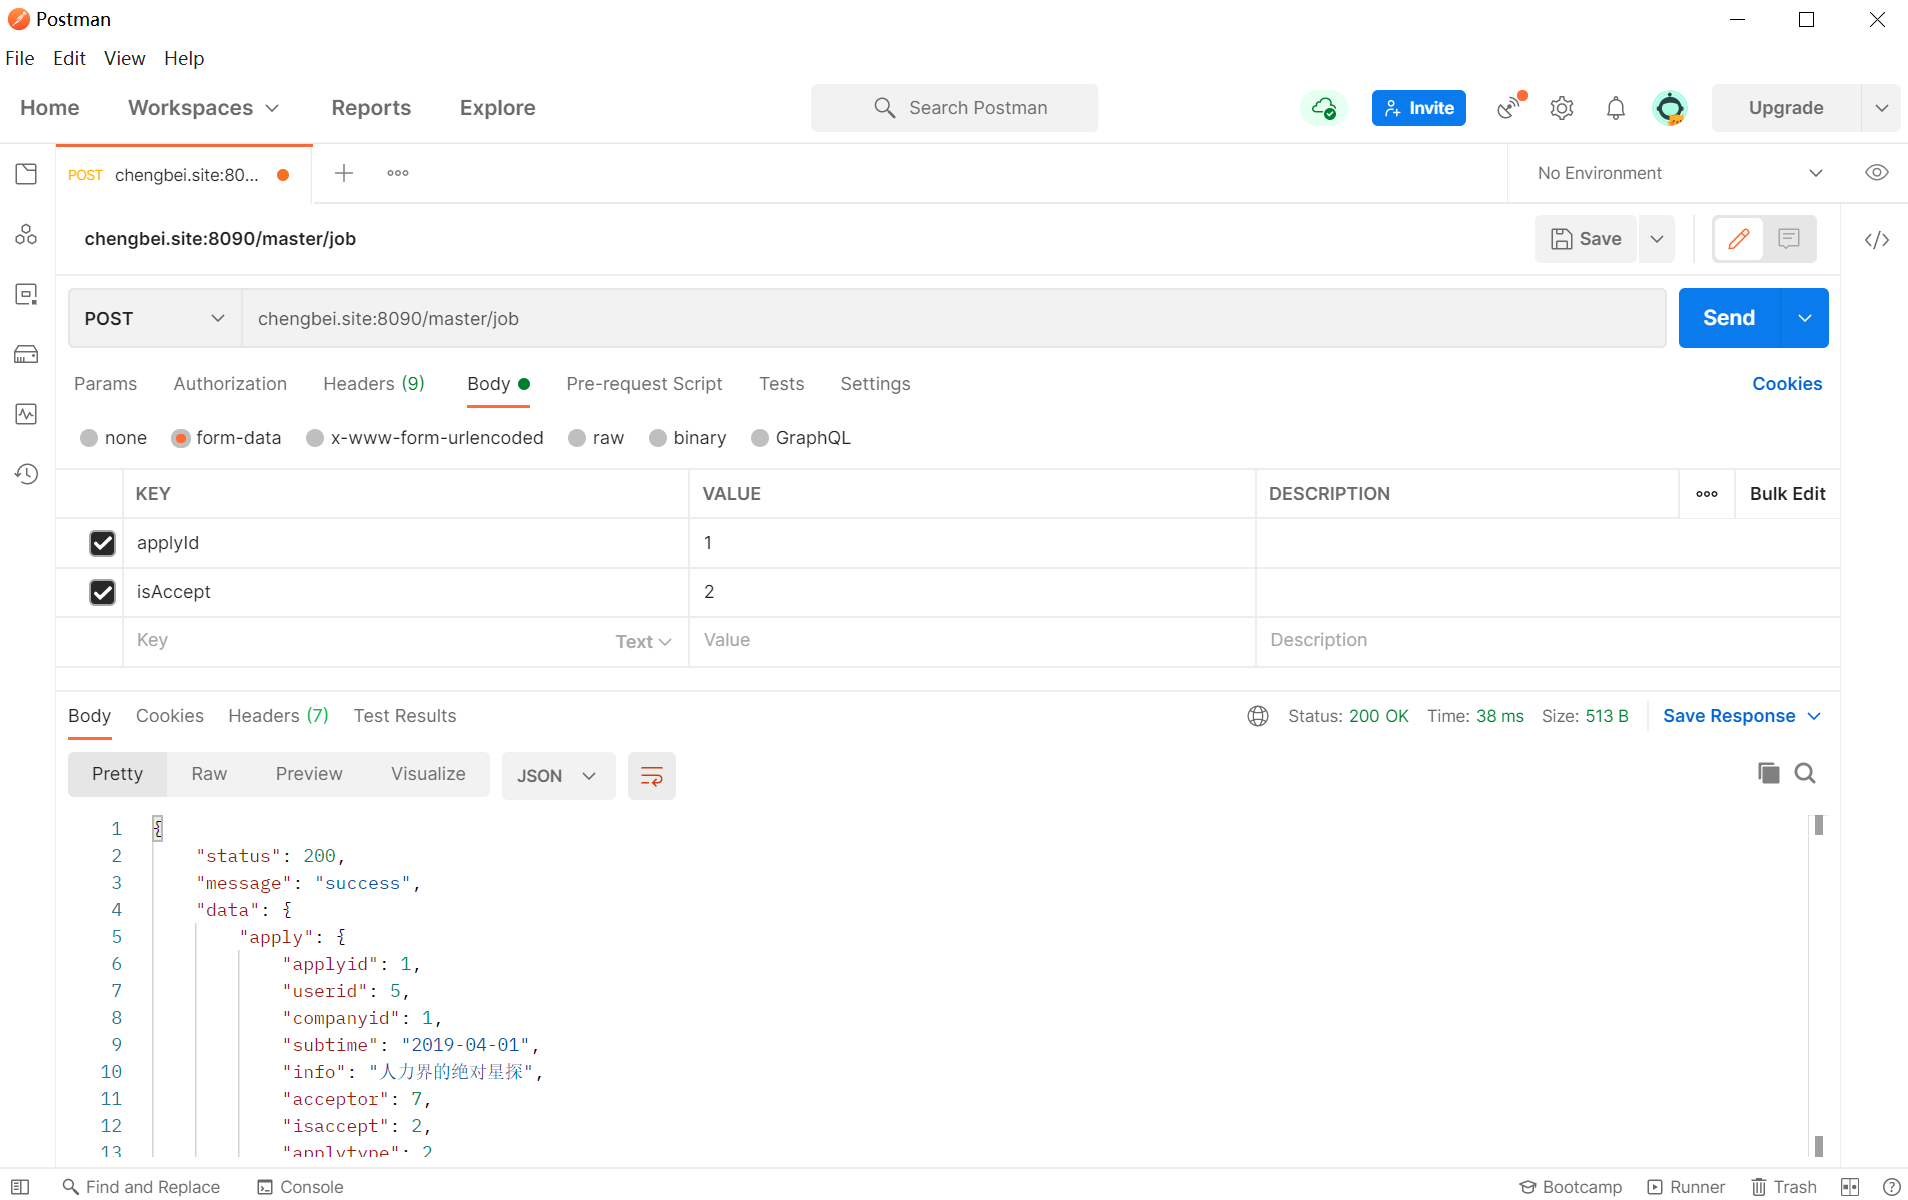 Postman
File Edit View Help
Home Workspaces Reports Explore Search Postman Invite Upgrade
POST chengbei.site:80... No Environment
chengbei.site:8090/master/job Save
POST chengbei.site:8090/master/job Send
Params Authorization Headers (9) Body Pre-request Script Tests Settings Cookies
none form-data x-www-form-urlencoded raw binary GraphQL
KEY VALUE DESCRIPTION Bulk Edit
applyId 1
isAccept 2
Key Text Value Description
Body Cookies Headers (7) Test Results Status: 200 OK Time: 38 ms Size: 513 B Save Response
Pretty Raw Preview Visualize JSON
1 {
2 "status": 200,
3 "message": "success",
4 "data": {
5 "apply": {
6 "applyid": 1,
7 "userid": 5,
8 "companyid": 1,
9 "subtime": "2019-04-01",
10 "info": "人力界的绝对星探",
11 "acceptor": 7,
12 "isaccept": 2,
13 "applytype": 2
Find and Replace Console Bootcamp Runner Trash